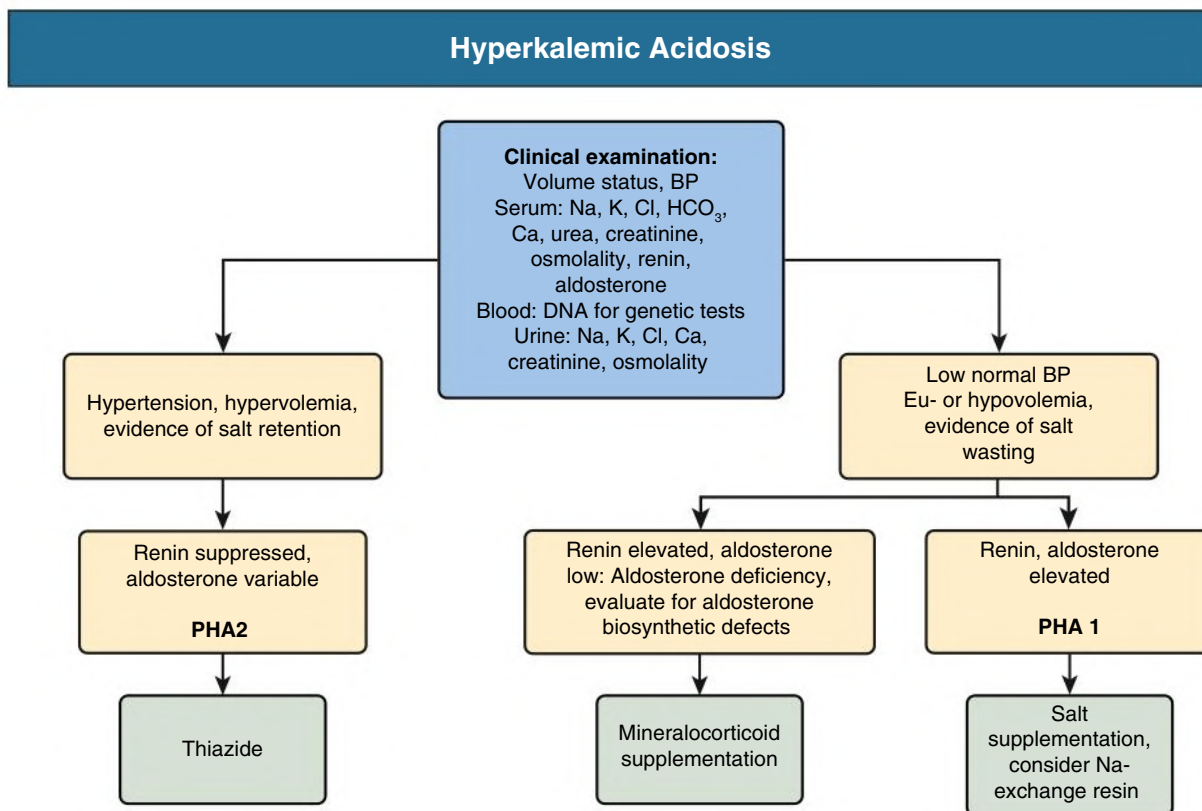 Hyperkalemic Acidosis
Clinical examination:
Volume status, BP
Serum: Na, K, Cl, HCO₃,
Ca, urea, creatinine,
osmolality, renin,
aldosterone
Blood: DNA for genetic tests
Urine: Na, K, Cl, Ca,
creatinine, osmolality
Hypertension, hypervolemia,
evidence of salt retention
Low normal BP
Eu- or hypovolemia,
evidence of salt
wasting
Renin suppressed,
aldosterone variable
PHA2
Renin elevated, aldosterone
low: Aldosterone deficiency,
evaluate for aldosterone
biosynthetic defects
Renin, aldosterone
elevated
PHA 1
Thiazide
Mineralocorticoid
supplementation
Salt
supplementation,
consider Na-
exchange resin